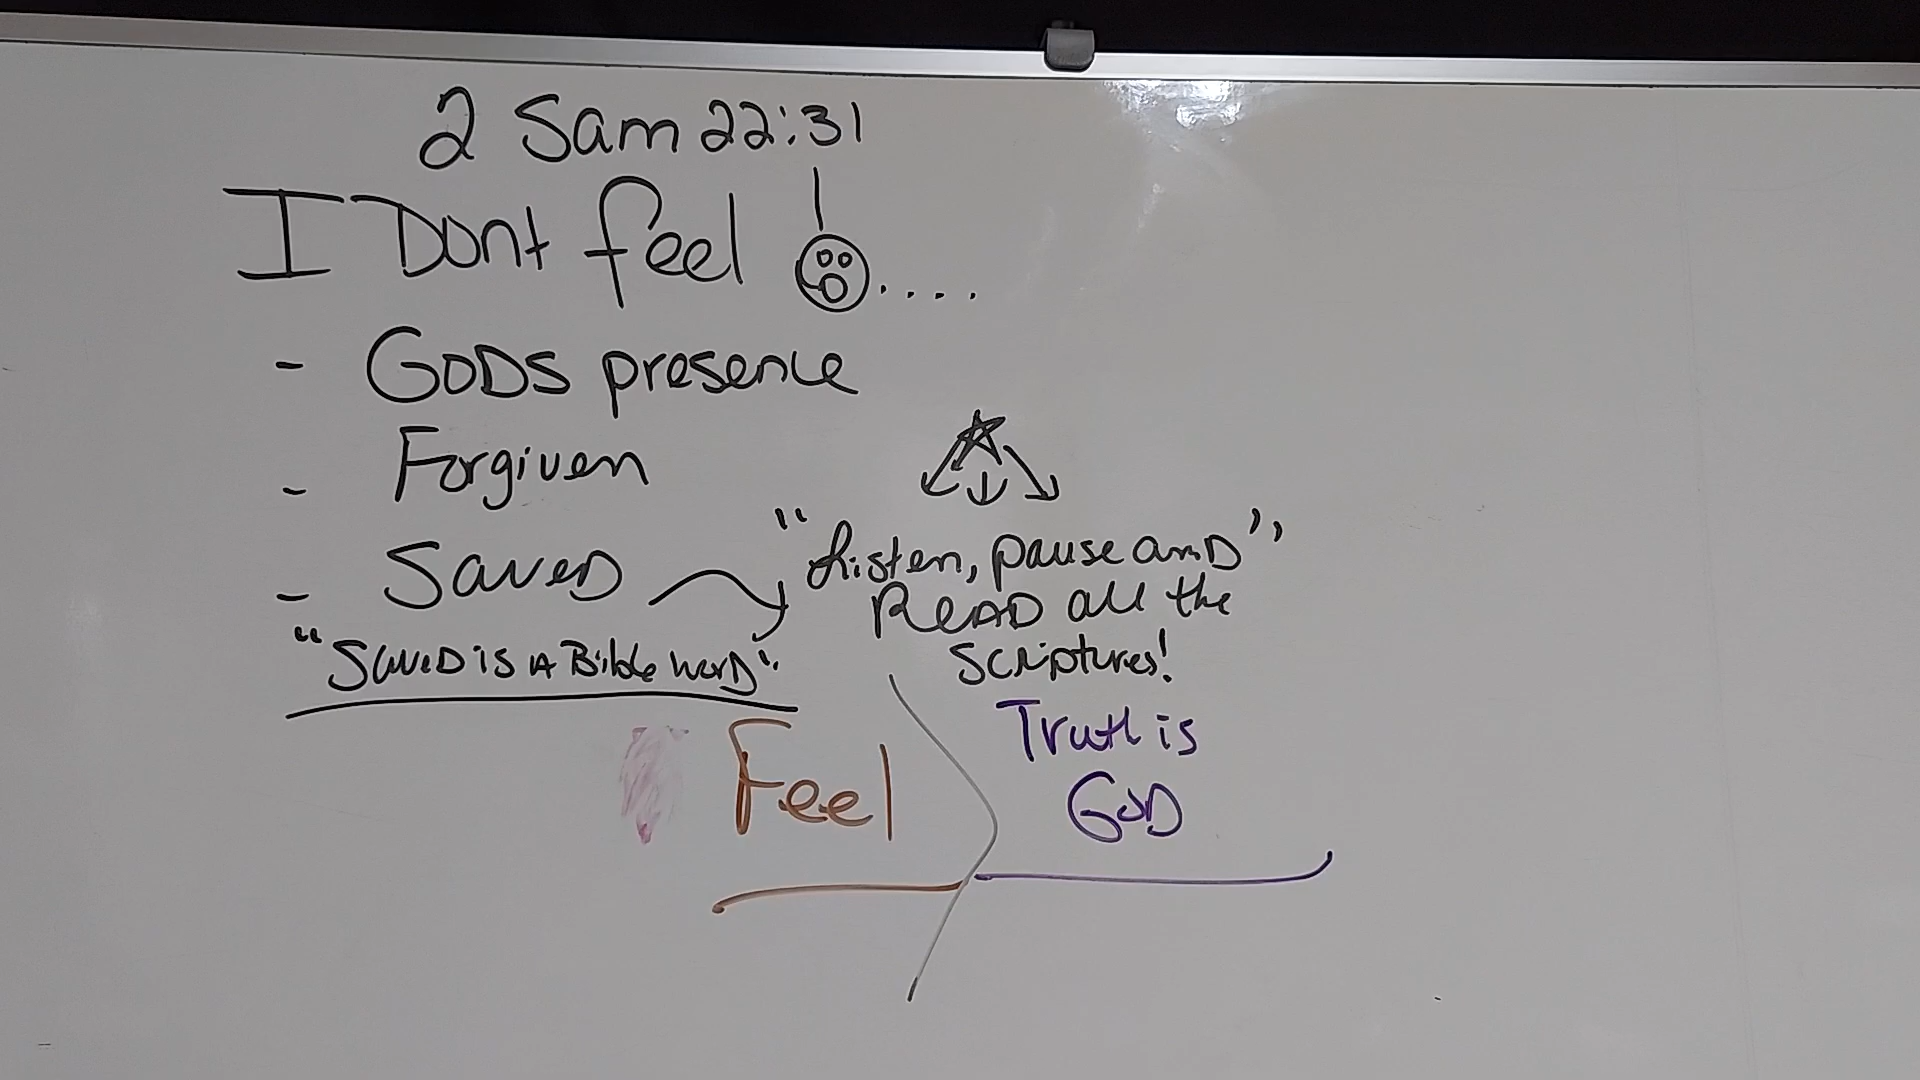 2 Sam 22:31
I Dont feel ....
- GODS presence
- Forgiven
- SAVED
"SAVED is A Bible worD"
"Listen, pause anD"
READ all the
Scriptures!
Feel
Truth is
GOD